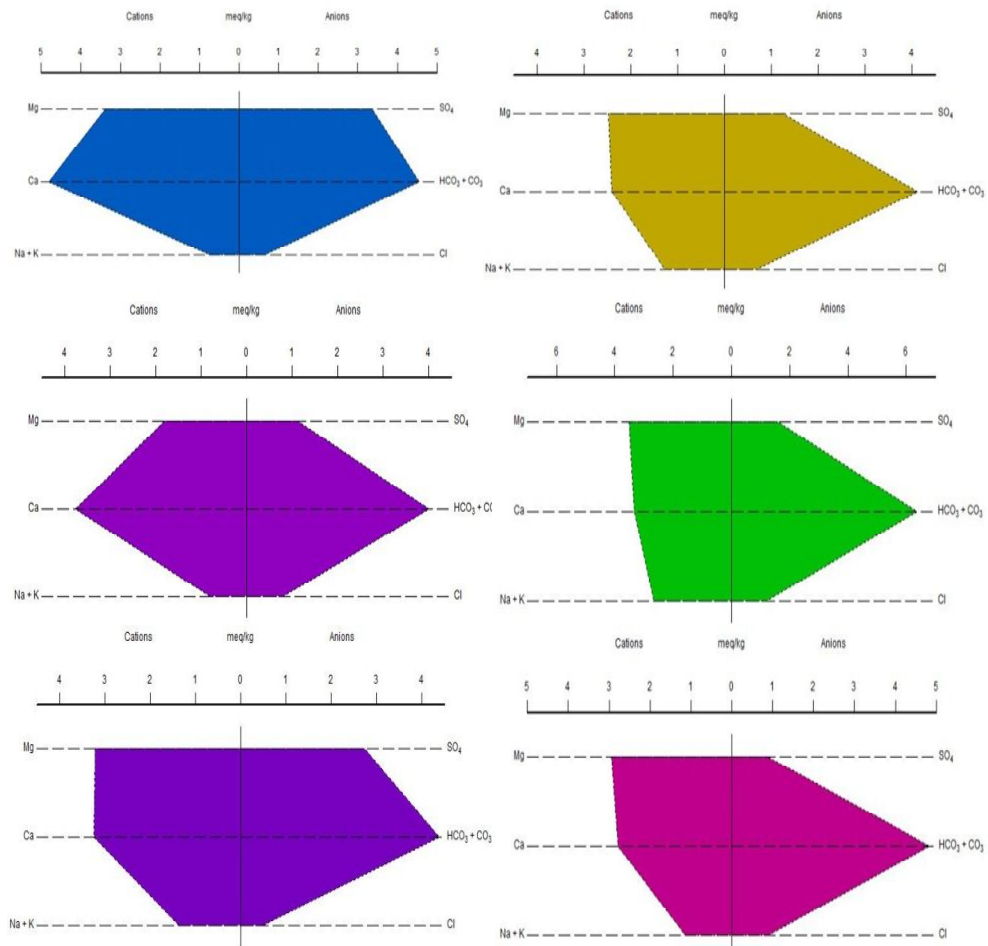 Cations meq/kg Anions
5 4 3 2 1 0 1 2 3 4 5
Mg SO₄
Ca HCO₃ + CO₃
Na + K Cl
Cations meq/kg Anions
4 3 2 1 0 1 2 3 4
Mg SO₄
Ca HCO₃ + CO₃
Na + K Cl
Cations meq/kg Anions
4 3 2 1 0 1 2 3 4
Mg SO₄
Ca HCO₃ + CO
Na + K Cl
Cations meq/kg Anions
6 4 2 0 2 4 6
Mg SO₄
Ca HCO₃ + CO₃
Na + K Cl
Cations meq/kg Anions
4 3 2 1 0 1 2 3 4
Mg SO₄
Ca HCO₃ + CO₃
Na + K Cl
Cations meq/kg Anions
5 4 3 2 1 0 1 2 3 4 5
Mg SO₄
Ca HCO₃ + CO₃
Na + K Cl